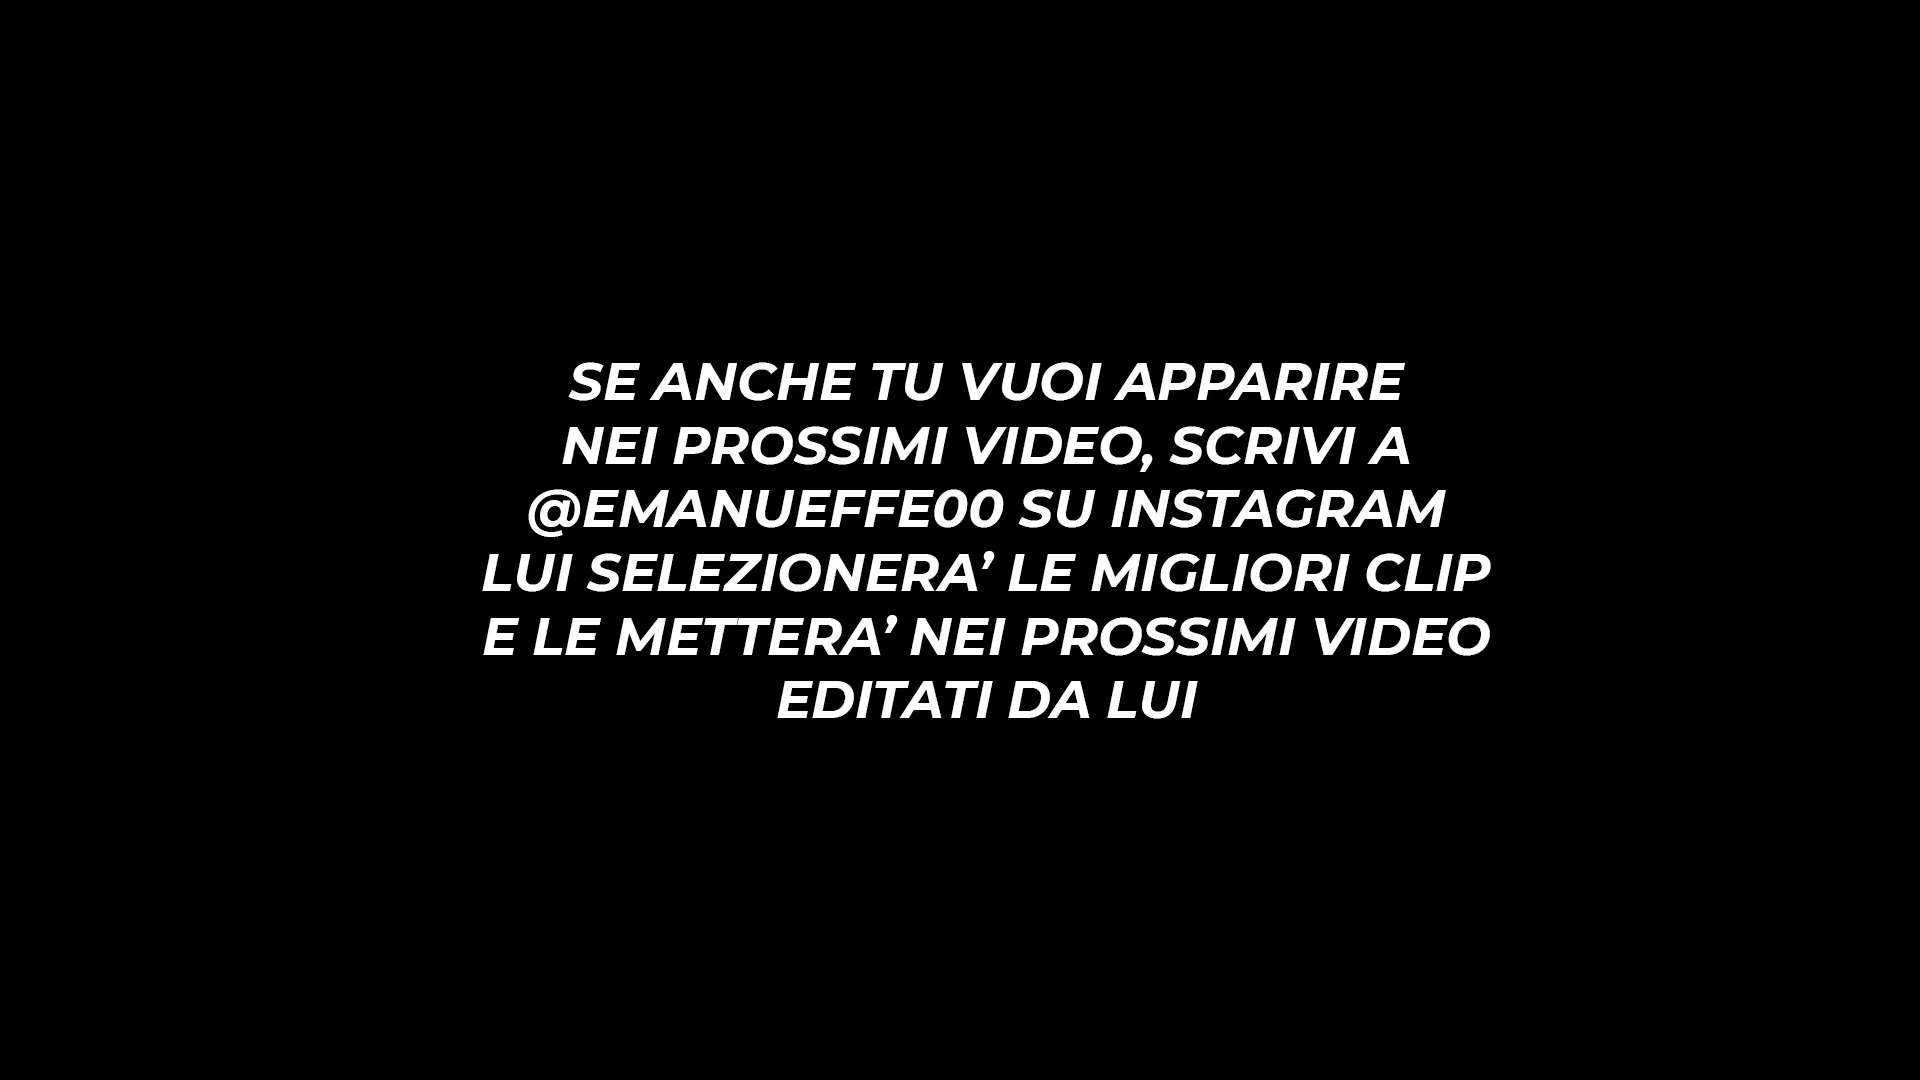 SE ANCHE TU VUOI APPARIRE
NEI PROSSIMI VIDEO, SCRIVI A
@EMANUEFFE00 SU INSTAGRAM
LUI SELEZIONERA’ LE MIGLIORI CLIP
E LE METTERA’ NEI PROSSIMI VIDEO
EDITATI DA LUI